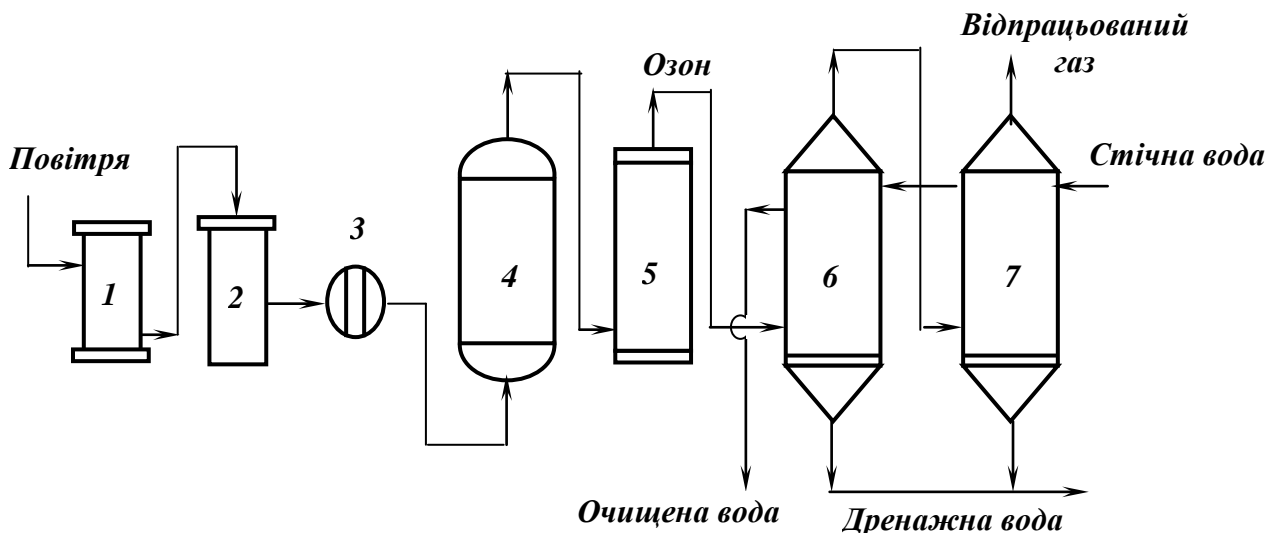 Відпрацьований
газ
Озон
Повітря
Стічна вода
3
1
2
4
5
6
7
Очищена вода
Дренажна вода